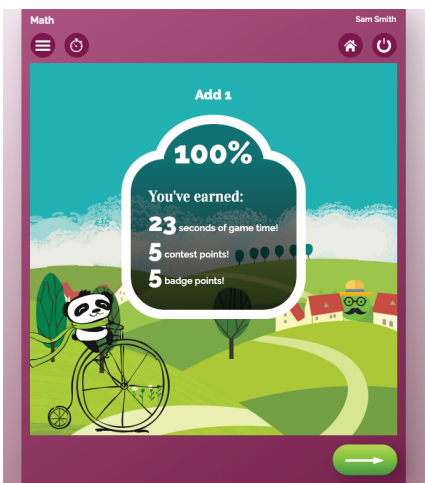 Math
Sam Smith
Add 1
100%
You've earned:
23 seconds of game time!
5 contest points!
5 badge points!